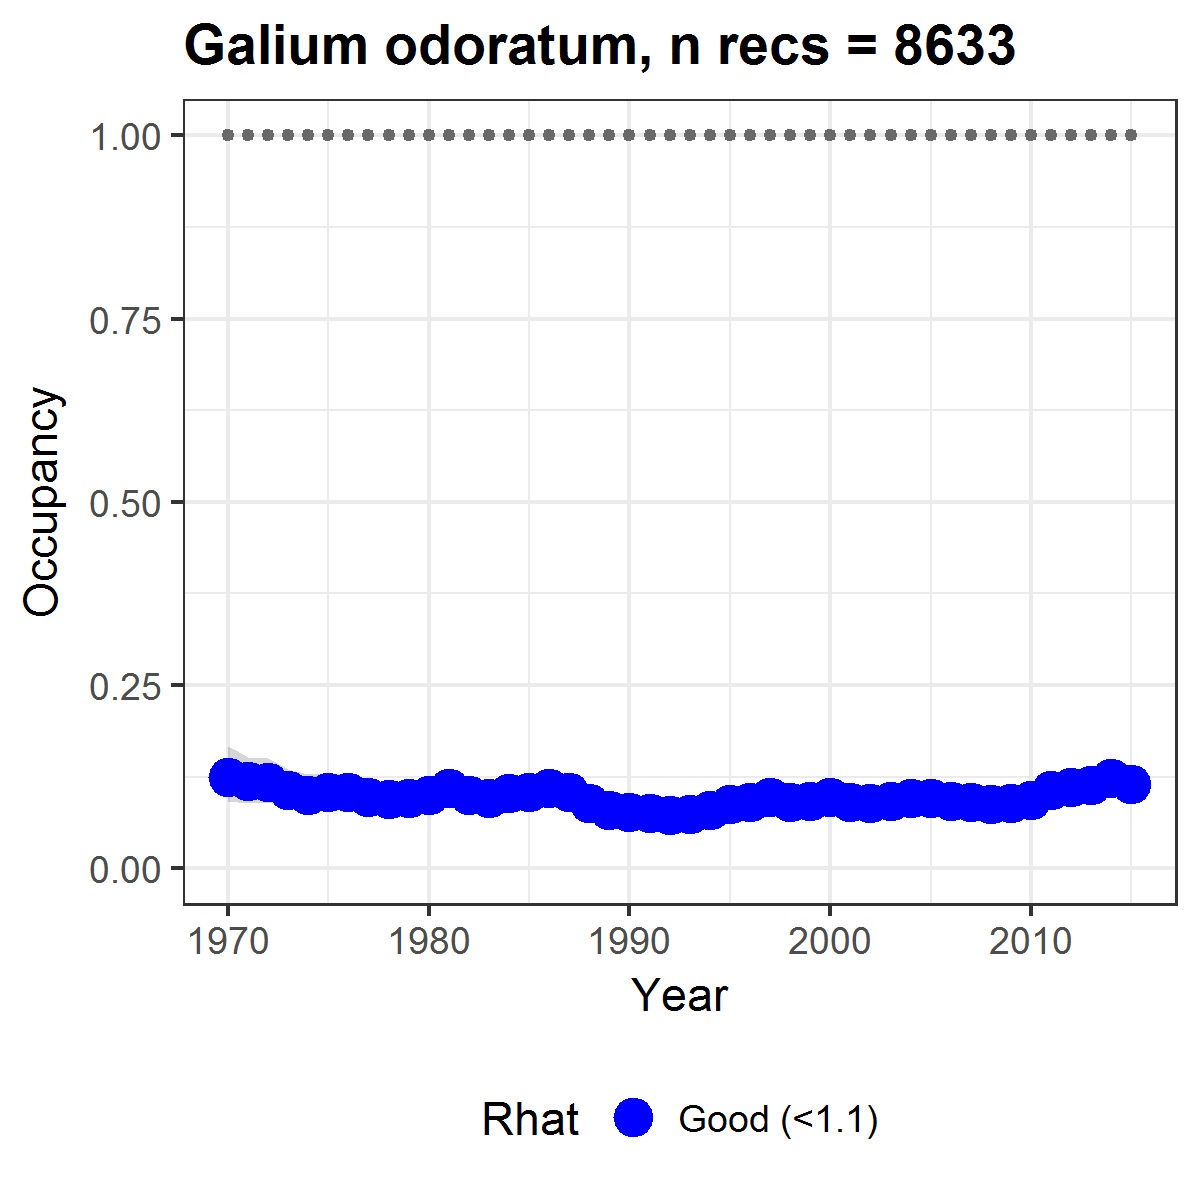 Galium odoratum, n recs = 8633
1.00
0.75
0.50
0.25
0.00
Occupancy
1970 1980 1990 2000 2010
Year
Rhat Good (<1.1)